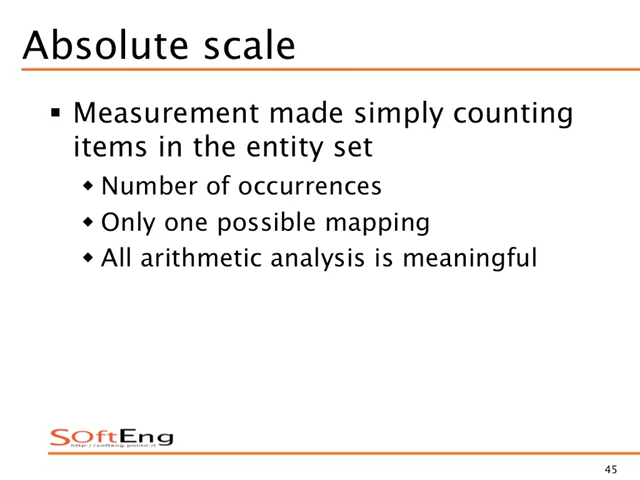 Absolute scale
▪ Measurement made simply counting
items in the entity set
◆ Number of occurrences
◆ Only one possible mapping
◆ All arithmetic analysis is meaningful
SOftEng
http://softeng.polito.it
45